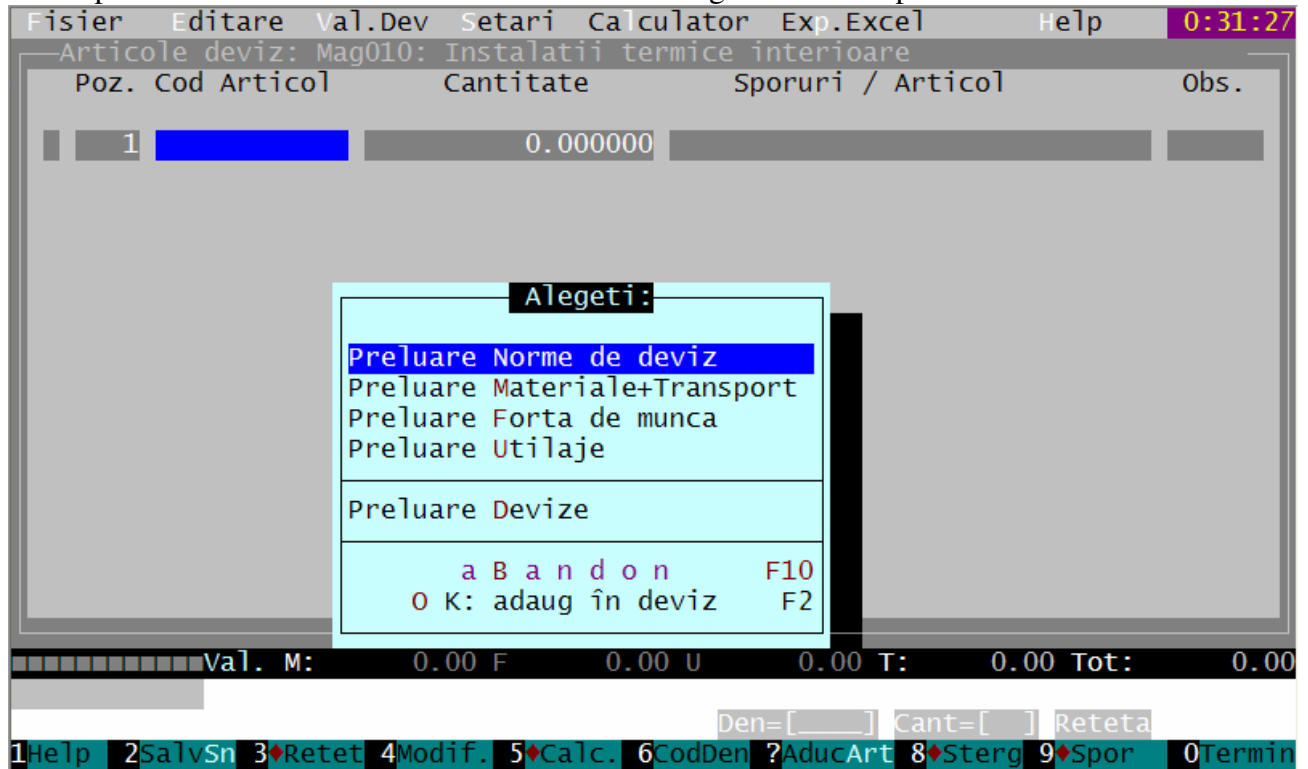 Fisier Editare Val.Dev Setari Calculator Exp.Excel Help 0:31:27
Articole deviz: Mag010: Instalatii termice interioare
Poz. Cod Articol Cantitate Sporuri / Articol Obs.
1 0.000000
Alegeti:
Preluare Norme de deviz
Preluare Materiale+Transport
Preluare Forta de munca
Preluare Utilaje
Preluare Devize
a B a n d o n F10
O K: adaug în deviz F2
Val. M: 0.00 F 0.00 U 0.00 T: 0.00 Tot: 0.00
Den=[_____] Cant=[ ] Reteta
1Help 2SalvSn 3♦Retet 4Modif. 5♦Calc. 6CodDen ?AducArt 8♦Sterg 9♦Spor 0Termin